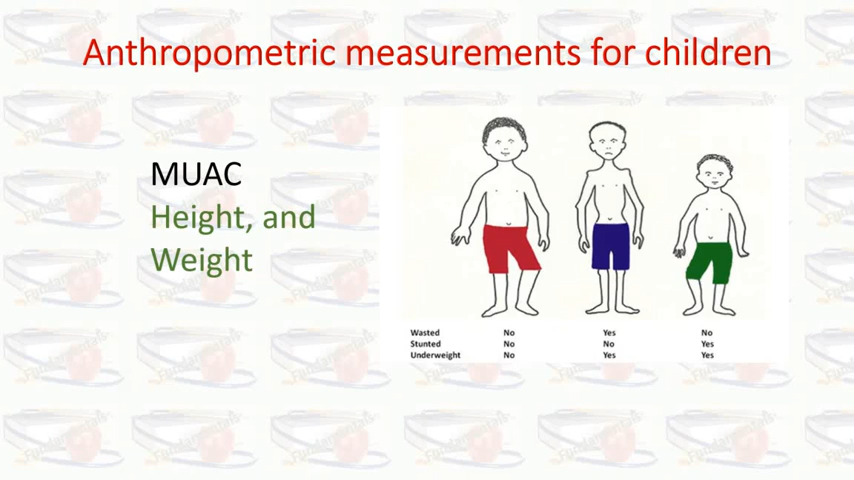 Anthropometric measurements for children
MUAC
Height, and
Weight
Wasted No Yes No
Stunted No No Yes
Underweight No Yes Yes